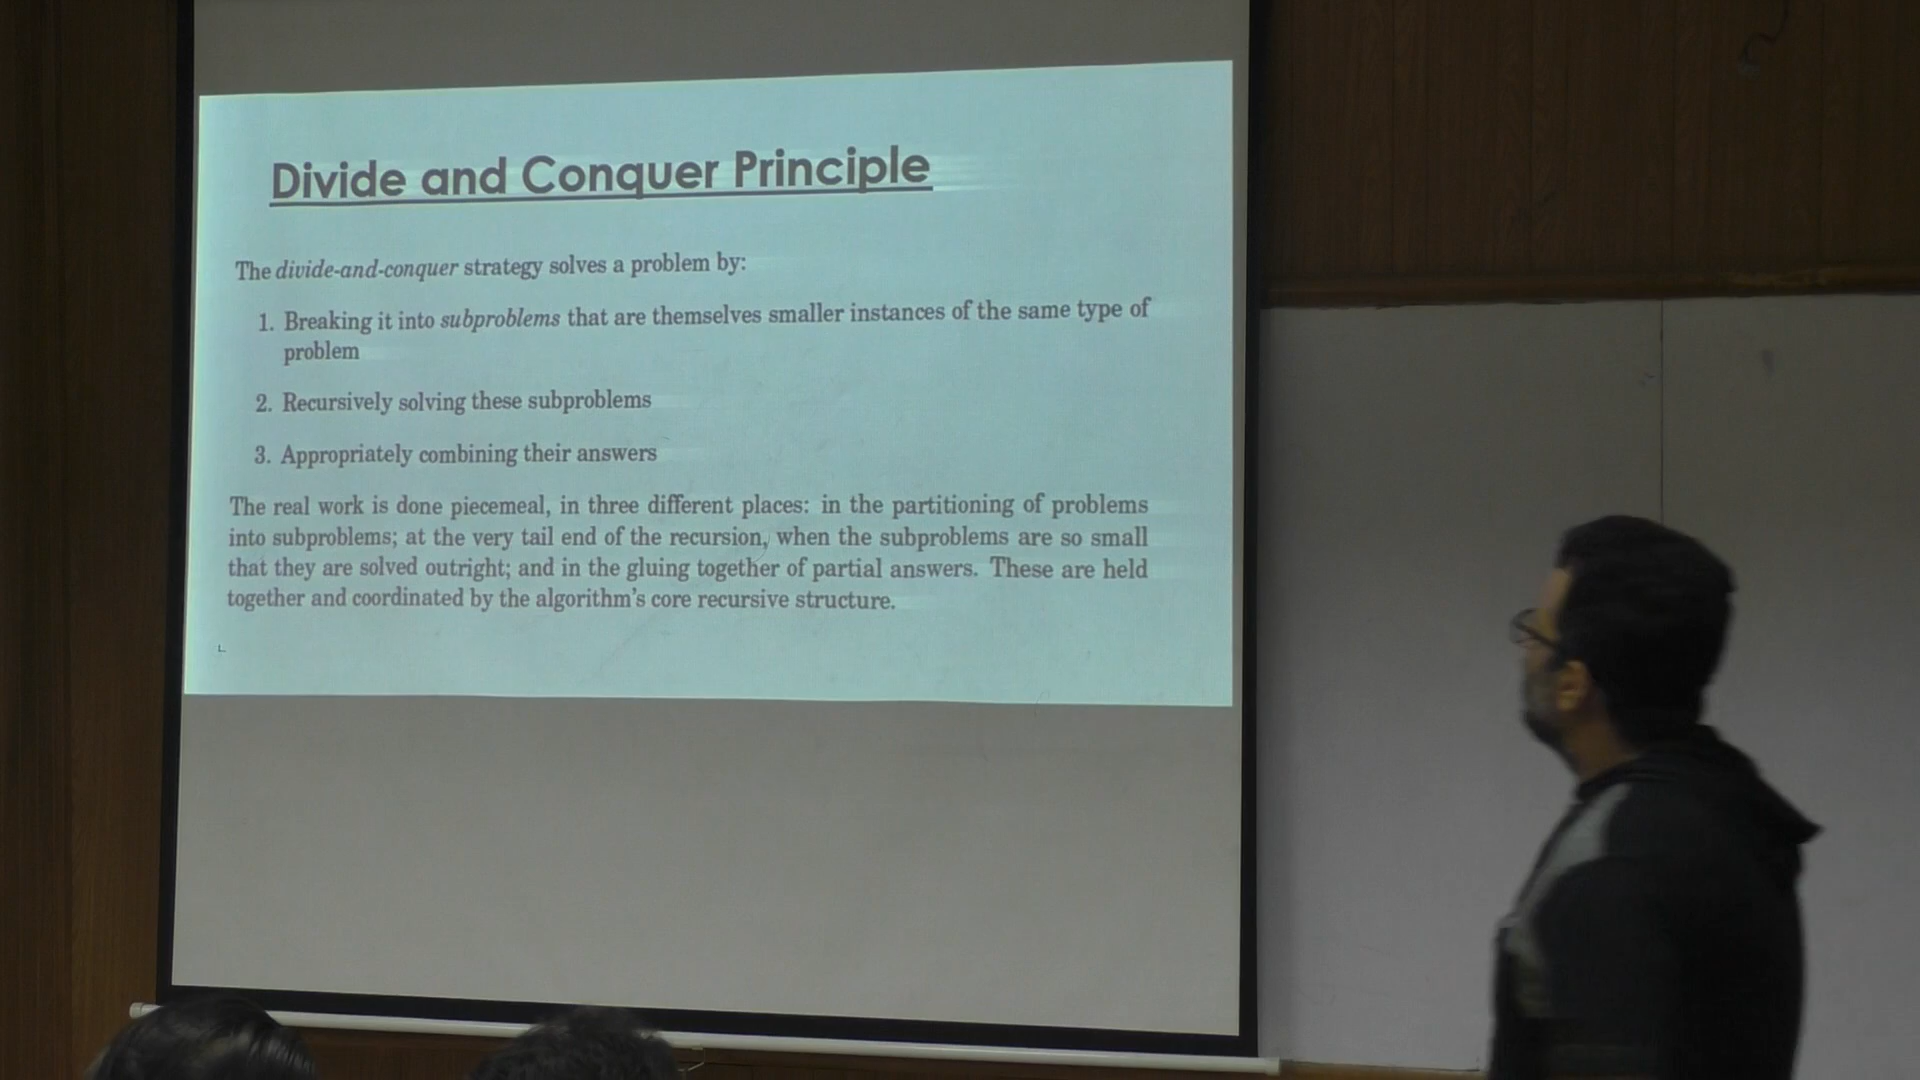 Divide and Conquer Principle
The divide-and-conquer strategy solves a problem by:
1. Breaking it into subproblems that are themselves smaller instances of the same type of
problem
2. Recursively solving these subproblems
3. Appropriately combining their answers
The real work is done piecemeal, in three different places: in the partitioning of problems
into subproblems; at the very tail end of the recursion, when the subproblems are so small
that they are solved outright; and in the gluing together of partial answers. These are held
together and coordinated by the algorithm's core recursive structure.